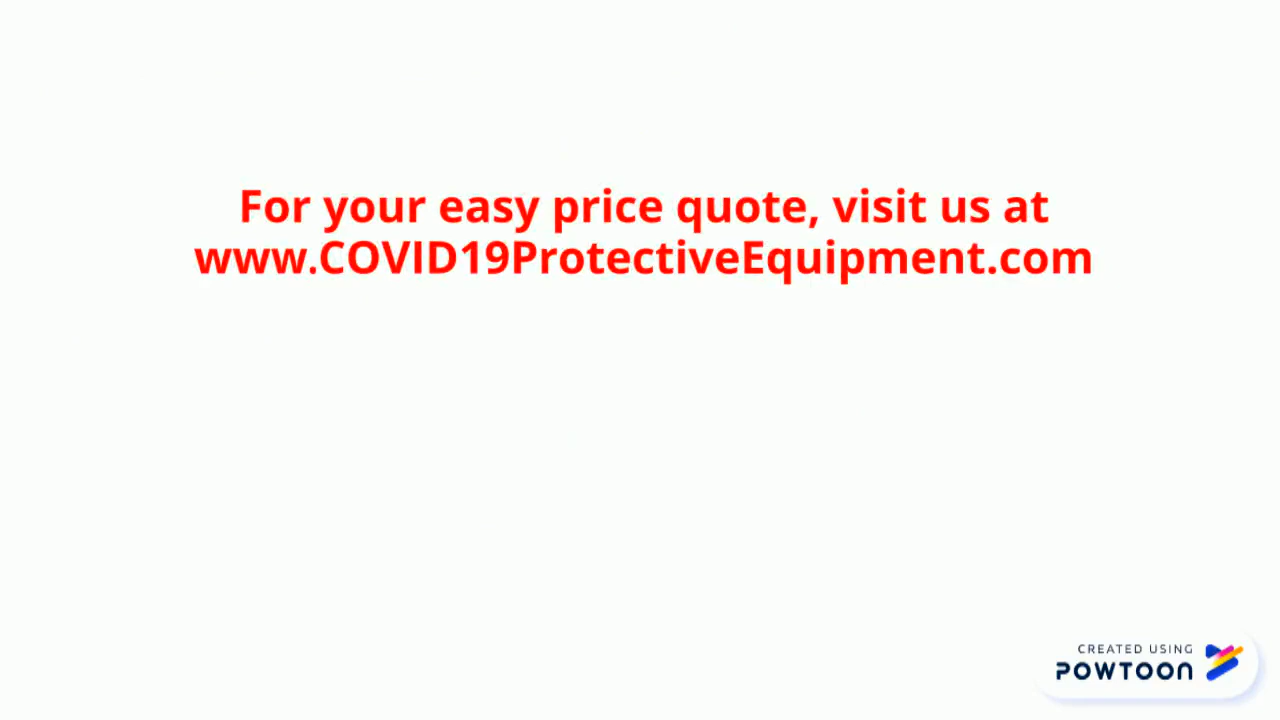 For your easy price quote, visit us at
www.COVID19ProtectiveEquipment.com
CREATED USING
POWTOON